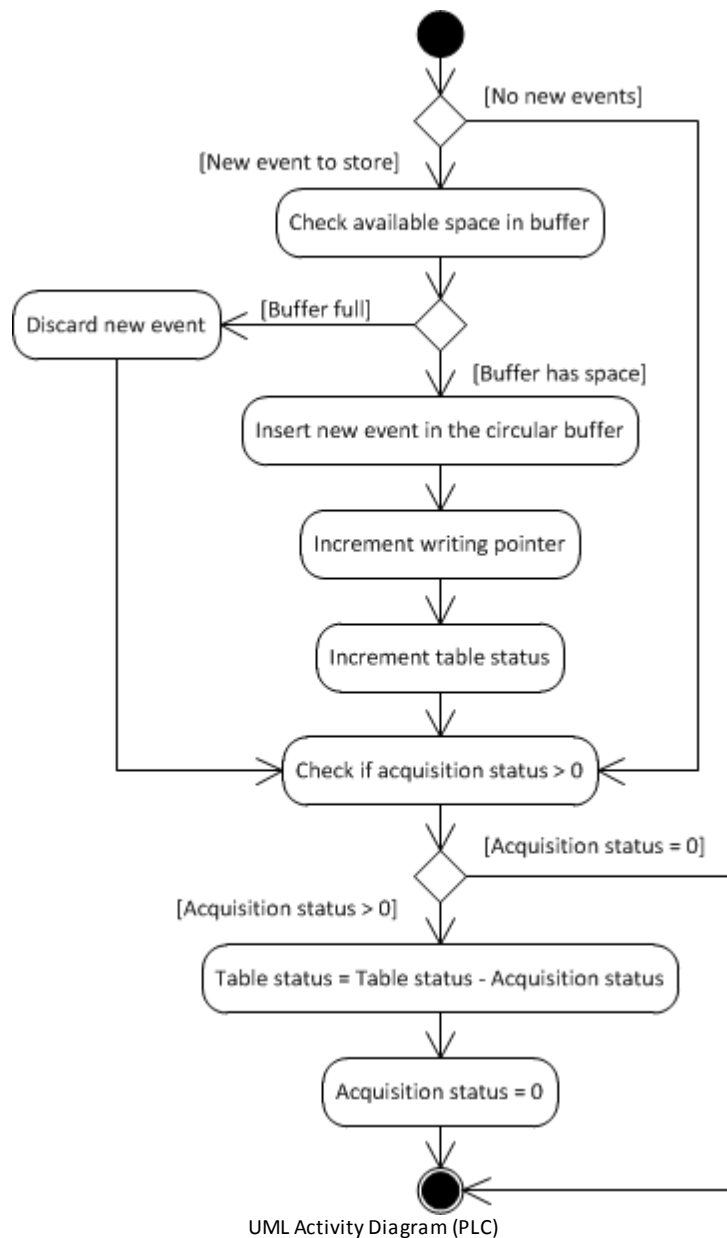 [No new events]
[New event to store]
Check available space in buffer
Discard new event
[Buffer full]
[Buffer has space]
Insert new event in the circular buffer
Increment writing pointer
Increment table status
Check if acquisition status > 0
[Acquisition status = 0]
[Acquisition status > 0]
Table status = Table status - Acquisition status
Acquisition status = 0
UML Activity Diagram (PLC)